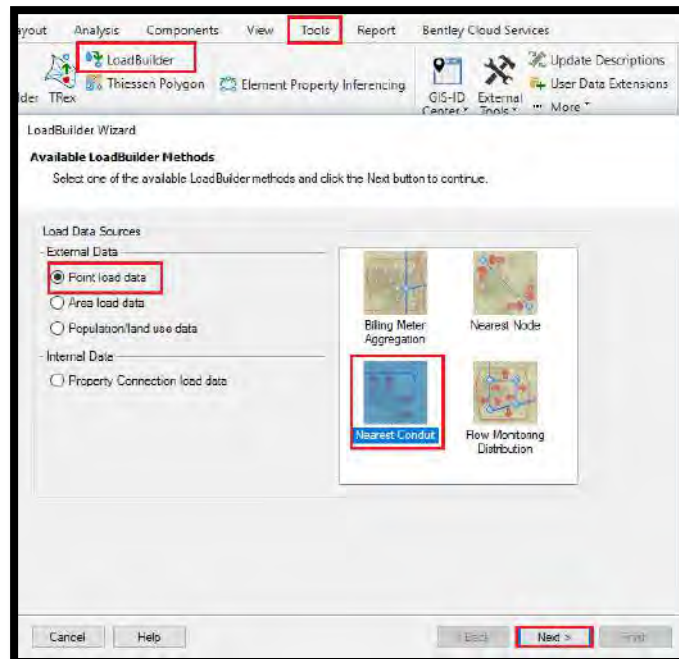 ayout Analysis Components View Tools Report Bentley Cloud Services
LoadBuilder
Update Descriptions
lder TRex Thiessen Polygon Element Property Inferencing
GIS-ID External User Data Extensions
Center Tools More
LoadBuilder Wizard
Available LoadBuilder Methods
Select one of the available LoadBuilder methods and click the Next button to continue.
Load Data Sources
External Data
Point load data
Area load data
Population/land use data
Internal Data
Property Connection load data
Billing Meter
Aggregation
Nearest Node
Nearest Conduit
Flow Monitoring
Distribution
Cancel Help < Back Next >